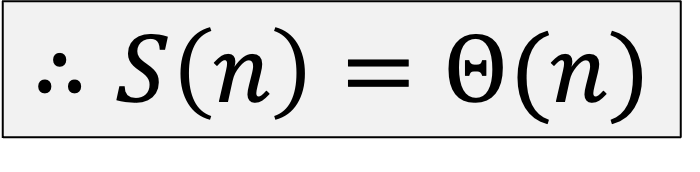 ∴ S(n) = Θ(n)